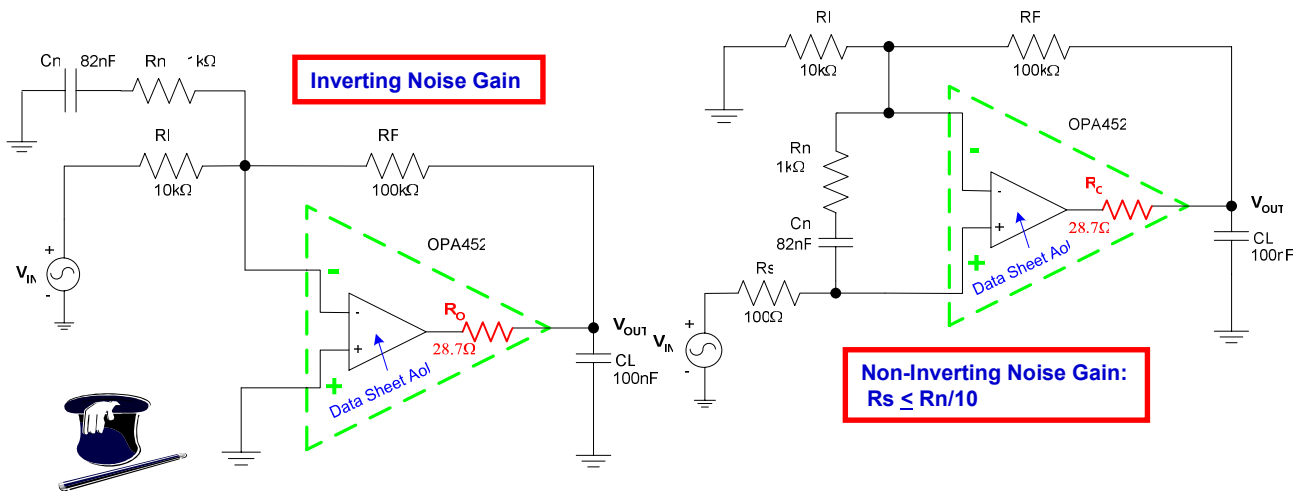 Cn
82nF
Rn
1kΩ
Inverting Noise Gain
RI
10kΩ
RF
100kΩ
OPA452
-
+
-
+
Data Sheet Aol
RO
28.7Ω
VOUT
CL
100nF
+
VIN
-
RI
10kΩ
RF
100kΩ
OPA452
Rn
1kΩ
Cn
82nF
-
+
-
+
Data Sheet Aol
RO
28.7Ω
VOUT
CL
100nF
Rs
100Ω
+
VIN
-
Non-Inverting Noise Gain:
Rs ≤ Rn/10